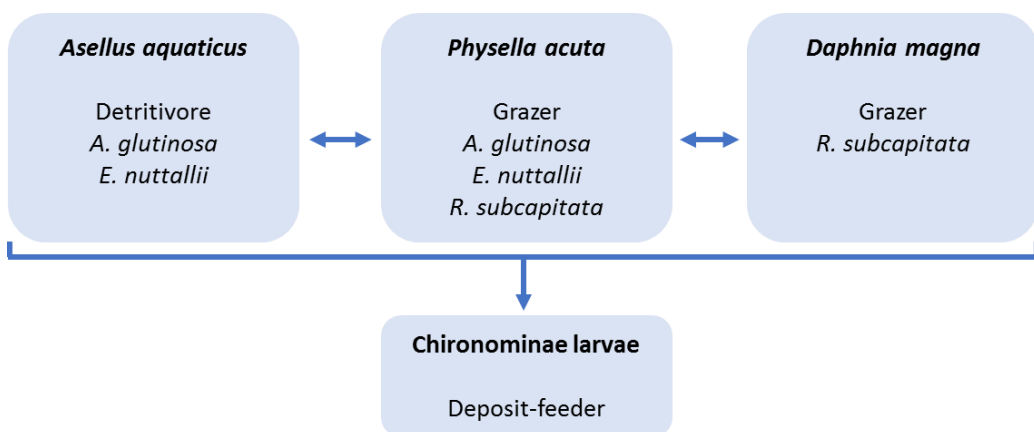 Asellus aquaticus
Detritivore
A. glutinosa
E. nuttallii
Physella acuta
Grazer
A. glutinosa
E. nuttallii
R. subcapitata
Daphnia magna
Grazer
R. subcapitata
Chironominae larvae
Deposit-feeder